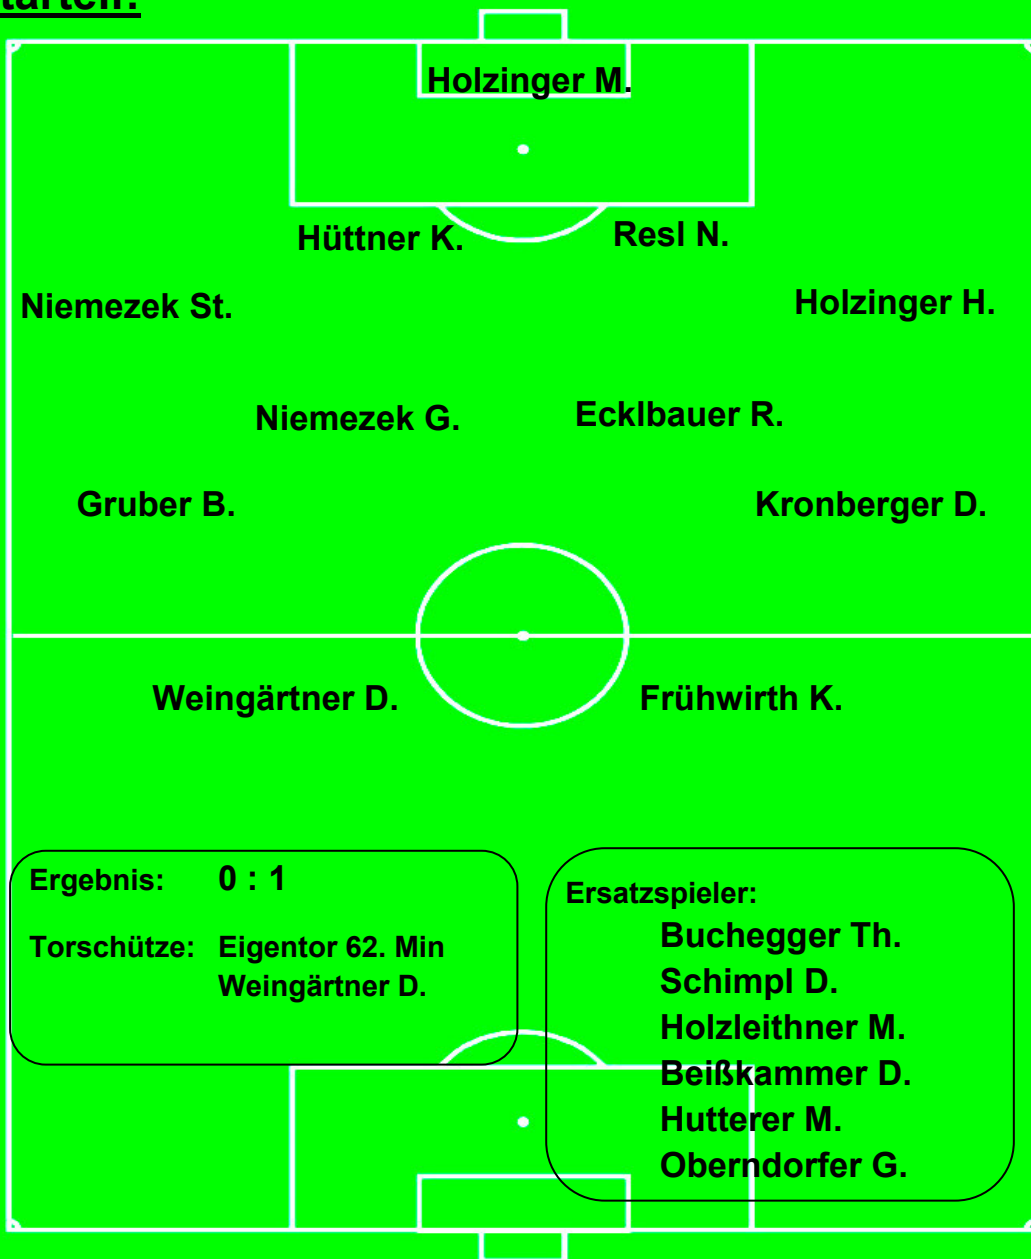 Holzinger M.
Hüttner K. Resl N.
Niemezek St. Holzinger H.
Niemezek G. Ecklbauer R.
Gruber B. Kronberger D.
Weingärtner D. Frühwirth K.
Ergebnis: 0 : 1
Torschütze: Eigentor 62. Min
Weingärtner D.
Ersatzspieler:
Buchegger Th.
Schimpl D.
Holzleithner M.
Beißkammer D.
Hutterer M.
Oberndorfer G.